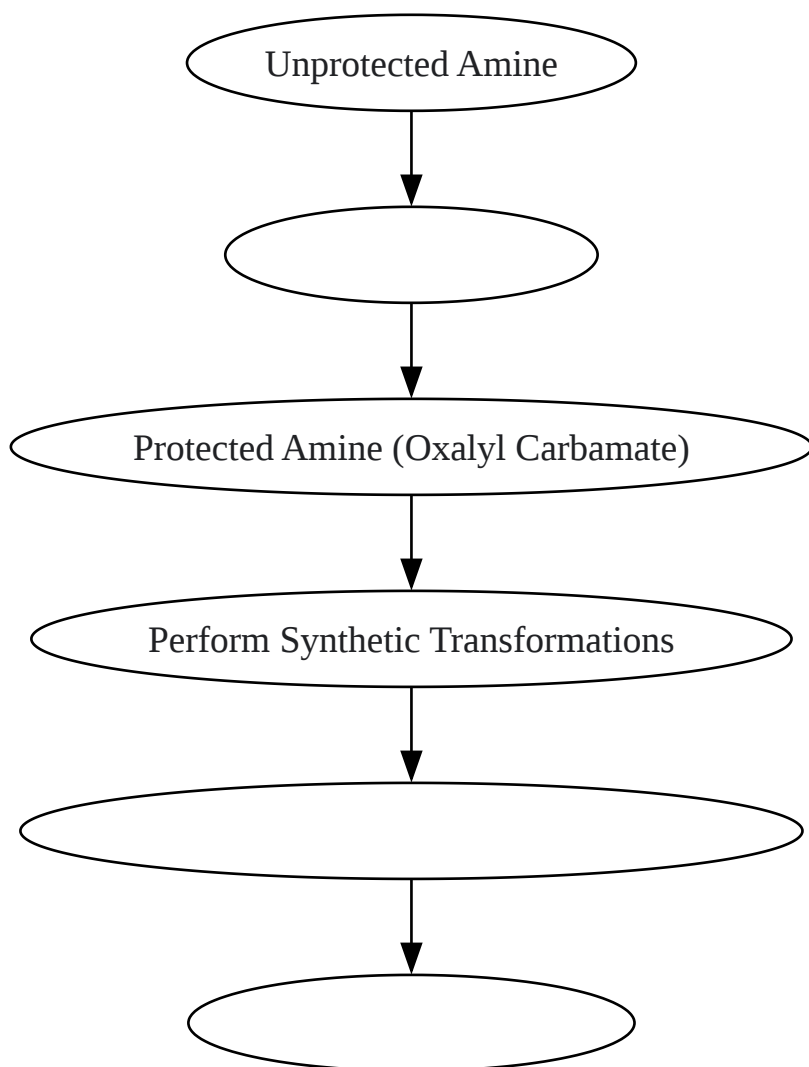 Unprotected Amine
Protected Amine (Oxalyl Carbamate)
Perform Synthetic Transformations